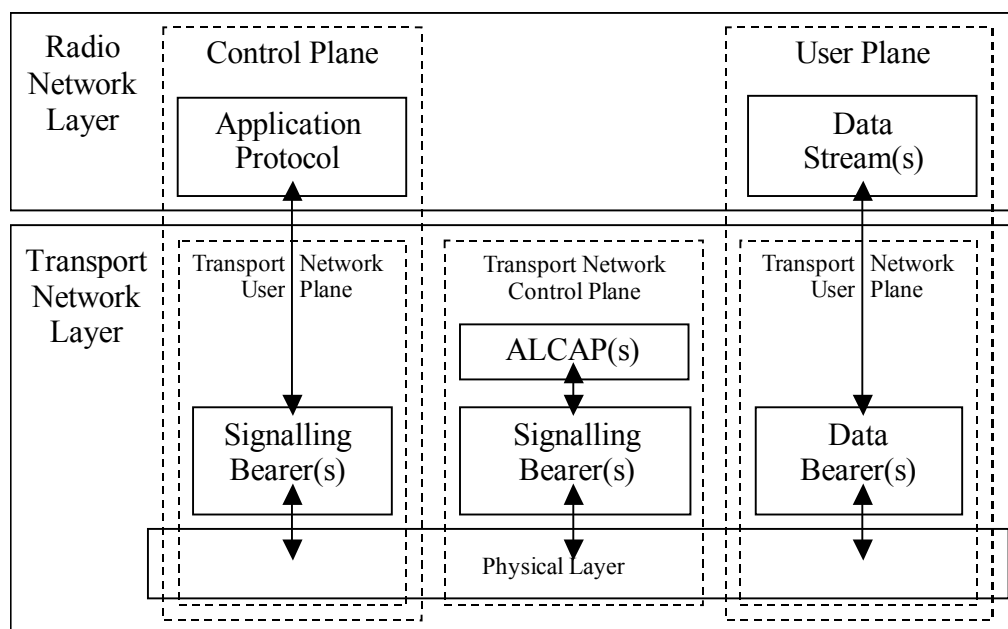 Radio
Network
Layer
Control Plane
Application
Protocol
User Plane
Data
Stream(s)
Transport
Network
Layer
Transport Network
User Plane
Signalling
Bearer(s)
Transport Network
Control Plane
ALCAP(s)
Signalling
Bearer(s)
Transport Network
User Plane
Data
Bearer(s)
Physical Layer